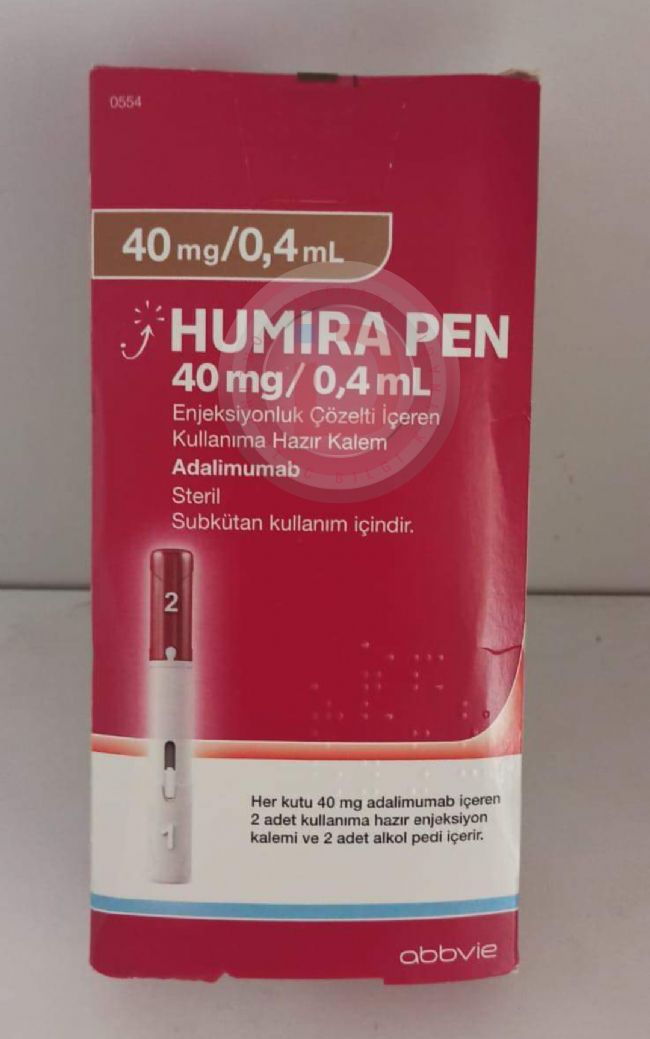 0554
40 mg/0,4 mL
HUMIRA PEN
40 mg/ 0,4 mL
Enjeksiyonluk Çözelti İçeren
Kullanıma Hazır Kalem
Adalimumab
Steril
Subkütan kullanım içindir.
2
1
Her kutu 40 mg adalimumab içeren
2 adet kullanıma hazır enjeksiyon
kalemi ve 2 adet alkol pedi içerir.
abbvie